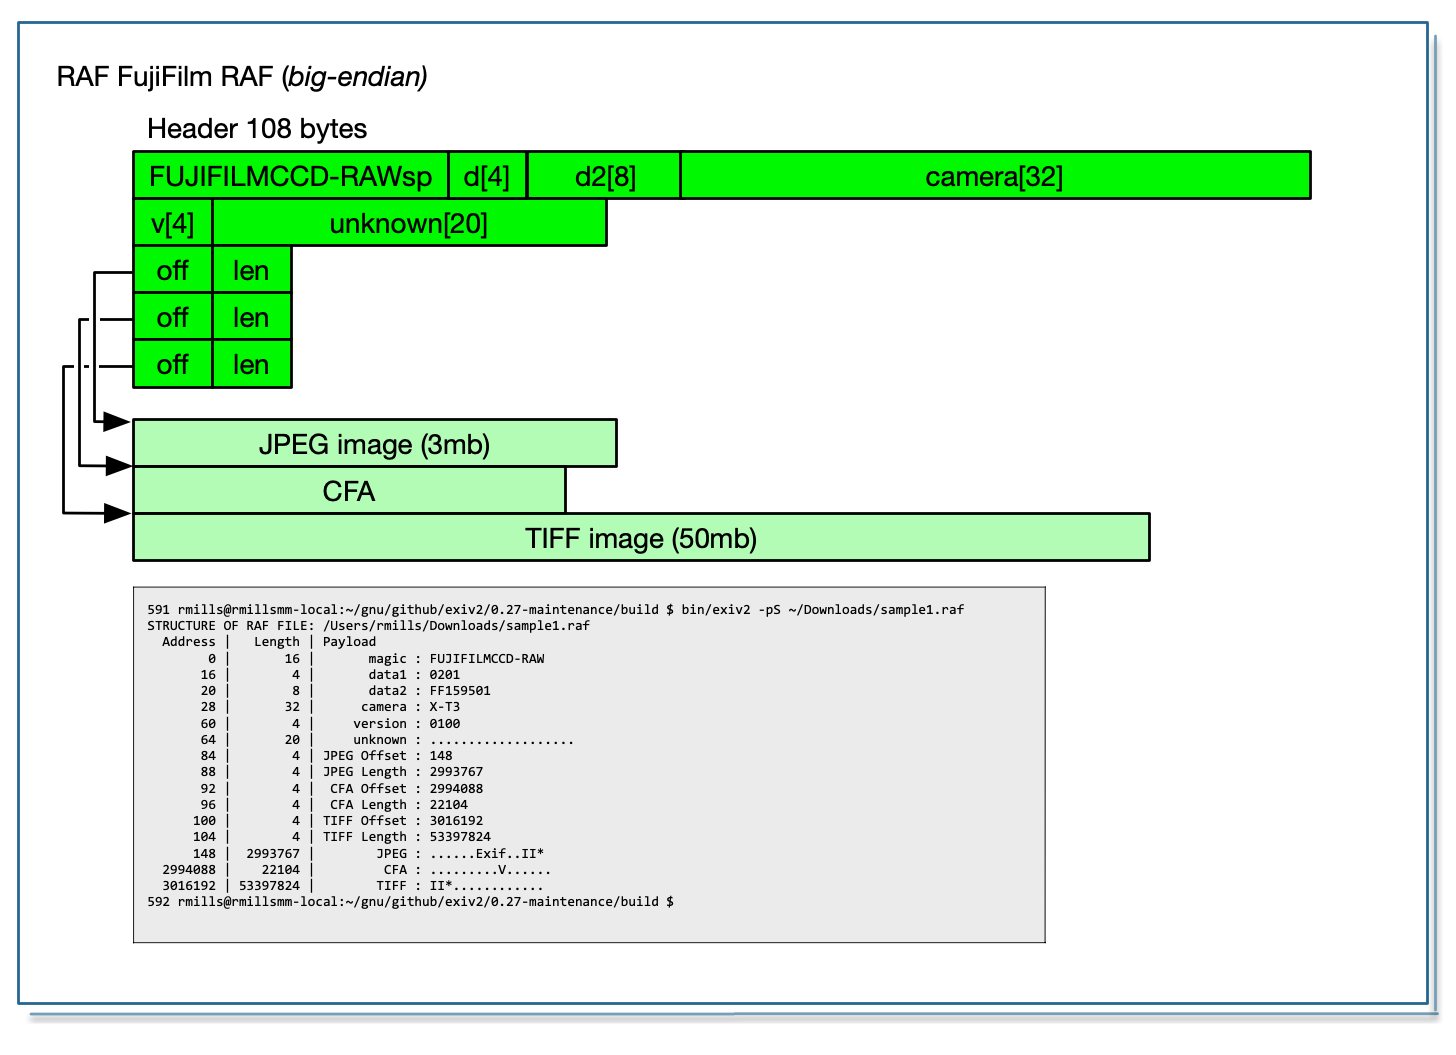 RAF FujiFilm RAF (big-endian)
Header 108 bytes
FUJIFILMCCD-RAWsp d[4] d2[8] camera[32]
v[4] unknown[20]
off len
off len
off len
JPEG image (3mb)
CFA
TIFF image (50mb)
591 rmills@rmillsmm-local:~/gnu/github/exiv2/0.27-maintenance/build $ bin/exiv2 -pS ~/Downloads/sample1.raf
STRUCTURE OF RAF FILE: /Users/rmills/Downloads/sample1.raf
 Address |   Length | Payload
       0 |       16 |       magic : FUJIFILMCCD-RAW
      16 |        4 |       data1 : 0201
      20 |        8 |       data2 : FF159501
      28 |       32 |      camera : X-T3
      60 |        4 |     version : 0100
      64 |       20 |     unknown : ...................
      84 |        4 | JPEG Offset : 148
      88 |        4 | JPEG Length : 2993767
      92 |        4 |  CFA Offset : 2994088
      96 |        4 |  CFA Length : 22104
     100 |        4 | TIFF Offset : 3016192
     104 |        4 | TIFF Length : 53397824
     148 |  2993767 |        JPEG : ......Exif..II*
 2994088 |    22104 |         CFA : .........V......
 3016192 | 53397824 |        TIFF : II*............
592 rmills@rmillsmm-local:~/gnu/github/exiv2/0.27-maintenance/build $